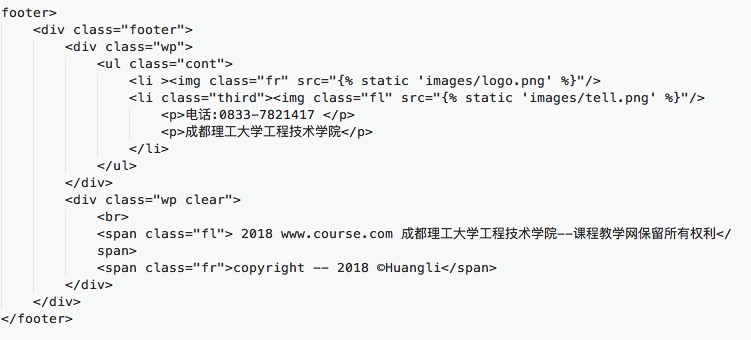 footer>
    <div class="footer">
        <div class="wp">
            <ul class="cont">
                <li ><img class="fr" src="{% static 'images/logo.png' %}"/>
                <li class="third"><img class="fl" src="{% static 'images/tell.png' %}"/>
                    <p>电话:0833-7821417 </p>
                    <p>成都理工大学工程技术学院</p>
                </li>
            </ul>
        </div>
        <div class="wp clear">
            <br>
            <span class="fl"> 2018 www.course.com 成都理工大学工程技术学院--课程教学网保留所有权利</
            span>
            <span class="fr">copyright -- 2018 ©Huangli</span>
        </div>
    </div>
</footer>